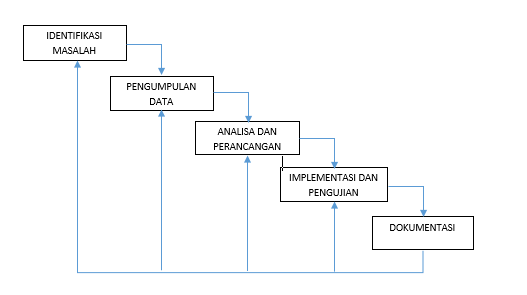 IDENTIFIKASI
MASALAH
PENGUMPULAN
DATA
ANALISA DAN
PERANCANGAN
IMPLEMENTASI DAN
PENGUJIAN
DOKUMENTASI